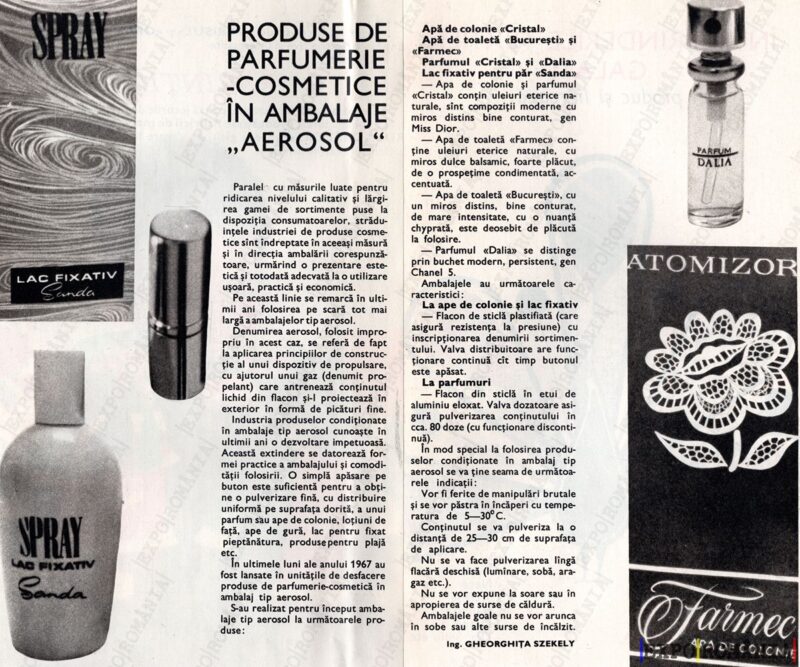 SPRAY
LAC FIXATIV
Sanda
SPRAY
LAC FIXATIV
Sanda
PRODUSE DE
PARFUMERIE
-COSMETICE
ÎN AMBALAJE
„AEROSOL“
Paralel cu măsurile luate pentru
ridicarea nivelului calitativ și lărgi-
rea gamei de sortimente puse la
dispoziția consumatoarelor, strădu-
ințele industriei de produse cosme-
tice sînt îndreptate în aceeași măsură
și în direcția ambalării corespunză-
toare, urmărind o prezentare este-
tică și totodată adecvată la o utilizare
ușoară, practică și economică.
Pe această linie se remarcă în ulti-
mii ani folosirea pe scară tot mai
largă a ambalajelor tip aerosol.
Denumirea aerosol, folosit impro-
priu în acest caz, se referă de fapt
la aplicarea principiilor de construc-
ție al unui dispozitiv de propulsare,
cu ajutorul unui gaz (denumit pro-
pelant) care antrenează conținutul
lichid din flacon și-l proiectează în
exterior în formă de picături fine.
Industria produselor condiționate
în ambalaj tip aerosol cunoaște în
ultimii ani o dezvoltare impetuoasă.
Această extindere se datorează for-
mei practice a ambalajului și comodi-
tății folosirii. O simplă apăsare pe
buton este suficientă pentru a obți-
ne o pulverizare fină, cu distribuire
uniformă pe suprafața dorită, a unui
parfum sau ape de colonie, loțiuni de
față, ape de gură, lac pentru fixat
pieptănătura, produse pentru plajă
etc.
În ultimele luni ale anului 1967 au
fost lansate în unitățile de desfacere
produse de parfumerie-cosmetică în
ambalaj tip aerosol.
S-au realizat pentru început amba-
laje tip aerosol la următoarele pro-
duse:
Apă de colonie «Cristal»
Apă de toaletă «București» și
«Farmec»
Parfumul «Cristal» și «Dalia»
Lac fixativ pentru păr «Sanda»
— Apa de colonie și parfumul
«Cristal» conțin uleiuri eterice na-
turale, sînt compoziții moderne cu
miros distins bine conturat, gen
Miss Dior.
— Apa de toaletă «Farmec» con-
ține uleiuri eterice naturale, cu
miros dulce balsamic, foarte plăcut,
de o prospețime condimentată, ac-
centuată.
— Apa de toaletă «București», cu
un miros distins, bine conturat,
de mare intensitate, cu o nuanță
chyprată, este deosebit de plăcută
la folosire.
— Parfumul «Dalia» se distinge
prin buchet modern, persistent, gen
Chanel 5.
Ambalajele au următoarele ca-
racteristici:
La ape de colonie și lac fixativ
— Flacon de sticlă plastifiată (care
asigură rezistența la presiune) cu
inscripționarea denumirii sortimen-
tului. Valva distribuitoare are func-
ționare continuă cît timp butonul
este apăsat.
La parfumuri
— Flacon din sticlă în etui de
aluminiu eloxat. Valva dozatoare asi-
gură pulverizarea conținutului în
cca. 80 doze (cu funcționare disconti-
nuă).
În mod special la folosirea produ-
selor condiționate în ambalaj tip
aerosol se va ține seama de următoa-
rele indicații:
Vor fi ferite de manipulări brutale
și se vor păstra în încăperi cu tempe-
ratura de 5—30°C.
Conținutul se va pulveriza la o
distanță de 25—30 cm de suprafața
de aplicare.
Nu se va face pulverizarea lîngă
flacără deschisă (lumînare, sobă, ara-
gaz etc.).
Nu se vor expune la soare sau în
apropierea de surse de căldură.
Ambalajele goale nu se vor arunca
în sobe sau alte surse de încălzit.
Ing. GHEORGHIȚA SZEKELY
PARFUM
DALIA
ATOMIZOR
Farmec
APA DE COLONIE